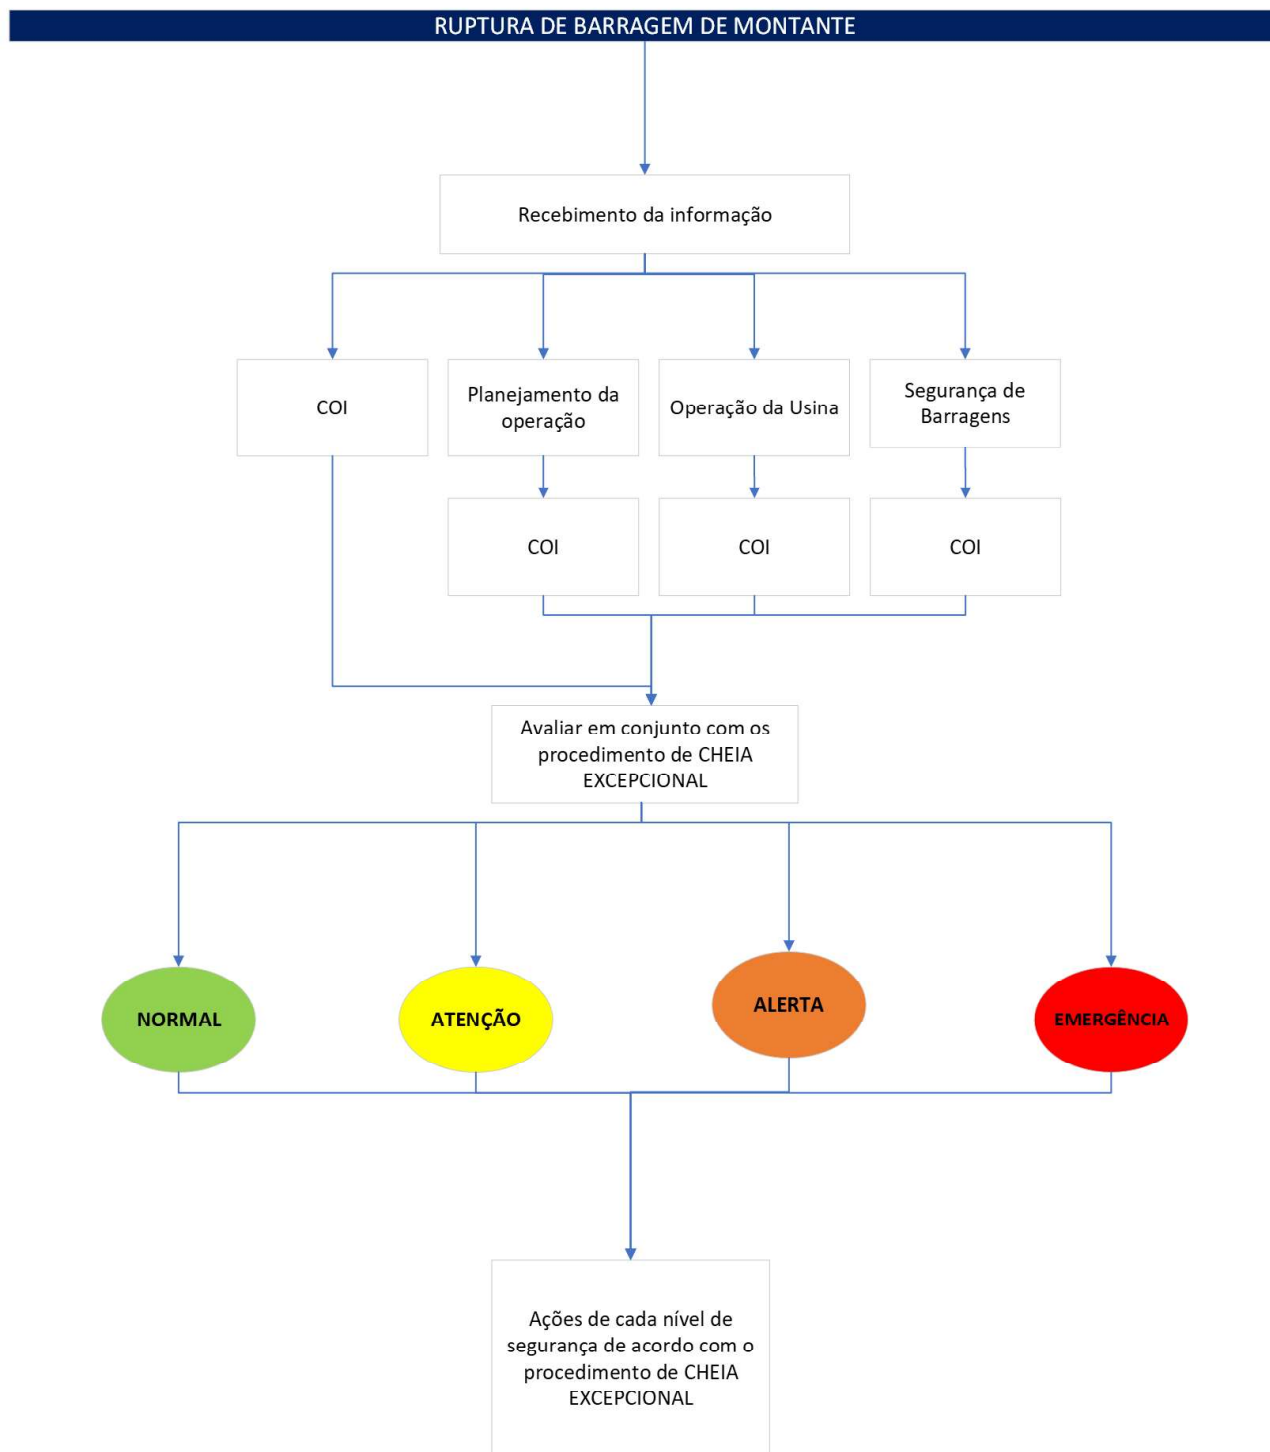 RUPTURA DE BARRAGEM DE MONTANTE
Recebimento da informação
COI
Planejamento da
operação
Operação da Usina
Segurança de
Barragens
COI
COI
COI
Avaliar em conjunto com os
procedimento de CHEIA
EXCEPCIONAL
NORMAL
ATENÇÃO
ALERTA
EMERGÊNCIA
Ações de cada nível de
segurança de acordo com o
procedimento de CHEIA
EXCEPCIONAL